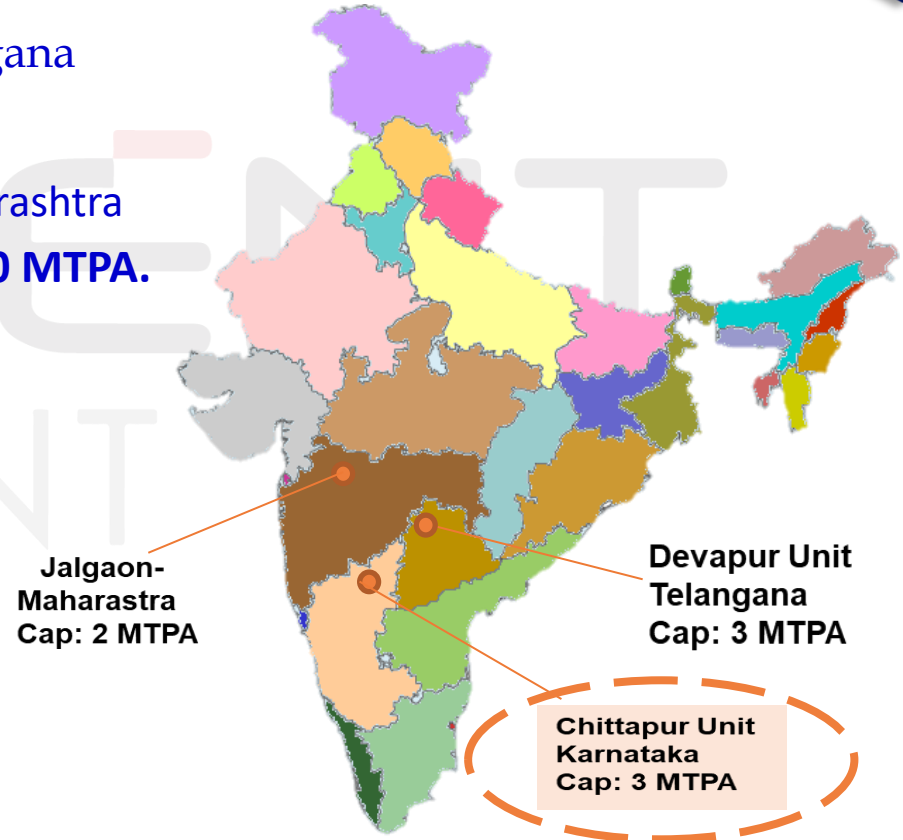 gana
rashtra
0 MTPA.
Jalgaon-
Maharastra
Cap: 2 MTPA
Devapur Unit
Telangana
Cap: 3 MTPA
Chittapur Unit
Karnataka
Cap: 3 MTPA